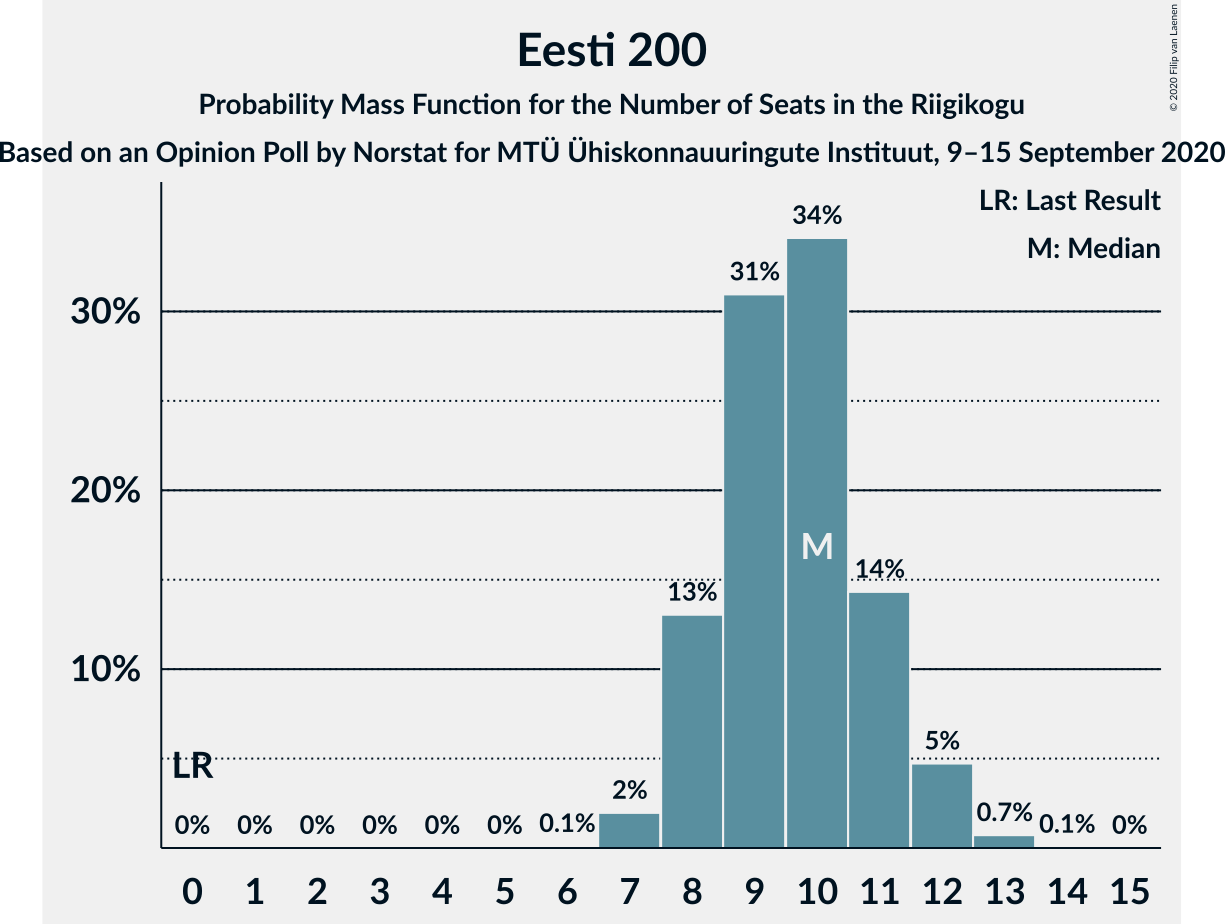 Eesti 200
Probability Mass Function for the Number of Seats in the Riigikogu
Based on an Opinion Poll by Norstat for MTÜ Ühiskonnauuringute Instituut, 9–15 September 2020
© 2020 Filip van Laenen
LR: Last Result
M: Median
34%
31%
30%
20%
M
14%
13%
10%
5%
LR
2%
0% 0% 0% 0% 0% 0% 0.1% 0.7% 0.1% 0%
0 1 2 3 4 5 6 7 8 9 10 11 12 13 14 15